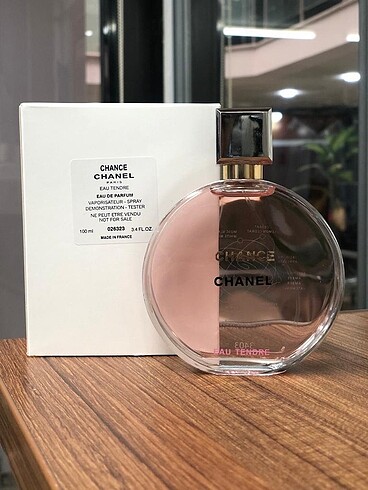 CHANCE
CHANEL
PARIS
EAU TENDRE
EAU DE PARFUM
VAPORISATEUR - SPRAY
DEMONSTRATION - TESTER
NE PEUT ETRE VENDU
NOT FOR SALE
100 ml 026323 3.4 FL.OZ.
MADE IN FRANCE
CHANCE
CHANEL
EAU TENDRE